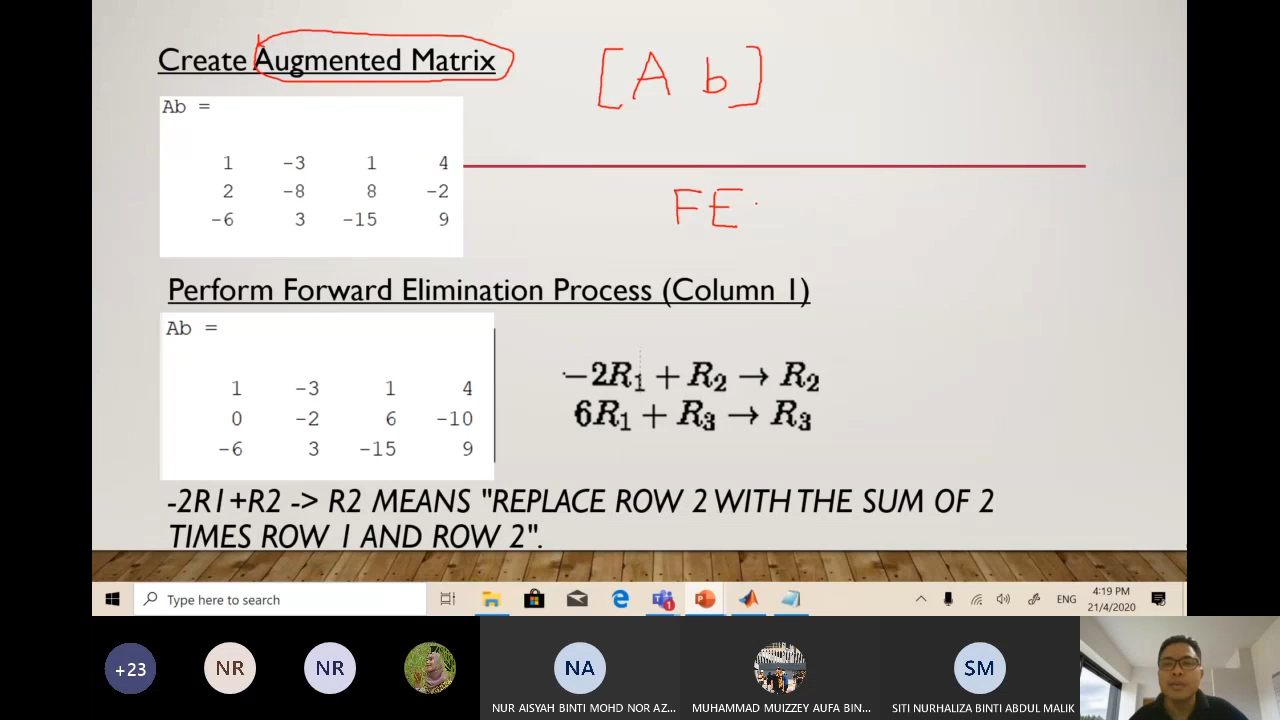 Create Augmented Matrix
[A b]
Ab =
1 -3 1 4
2 -8 8 -2
-6 3 -15 9
FE
Perform Forward Elimination Process (Column 1)
Ab =
1 -3 1 4
0 -2 6 -10
-6 3 -15 9
−2R₁ + R₂ → R₂
6R₁ + R₃ → R₃
-2R1+R2 -> R2 MEANS "REPLACE ROW 2 WITH THE SUM OF 2
TIMES ROW 1 AND ROW 2".
Type here to search
1
ENG
4:19 PM
21/4/2020
+23
NR
NR
NA
SM
NUR AISYAH BINTI MOHD NOR AZ...
MUHAMMAD MUIZZEY AUFA BIN...
SITI NURHALIZA BINTI ABDUL MALIK